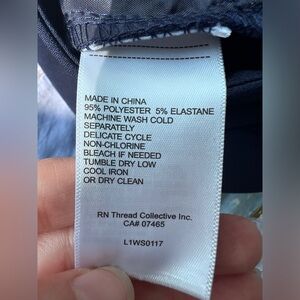 MADE IN CHINA
95% POLYESTER 5% ELASTANE
MACHINE WASH COLD
SEPARATELY
DELICATE CYCLE
NON-CHLORINE
BLEACH IF NEEDED
TUMBLE DRY LOW
COOL IRON
OR DRY CLEAN
RN Thread Collective Inc.
CA# 07465
L1WS0117